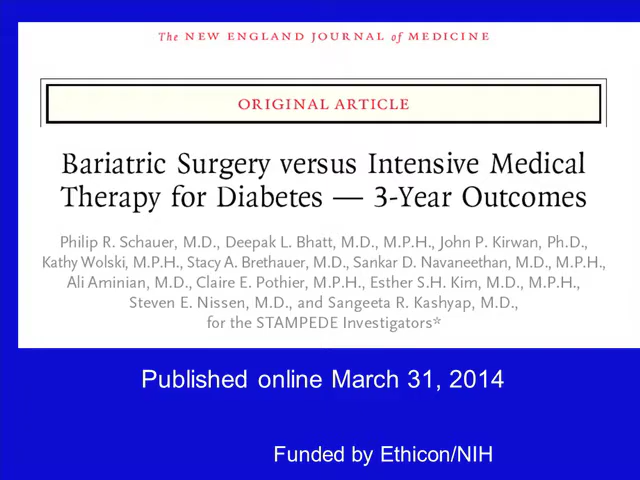 The NEW ENGLAND JOURNAL of MEDICINE
ORIGINAL ARTICLE
Bariatric Surgery versus Intensive Medical
Therapy for Diabetes — 3-Year Outcomes
Philip R. Schauer, M.D., Deepak L. Bhatt, M.D., M.P.H., John P. Kirwan, Ph.D.,
Kathy Wolski, M.P.H., Stacy A. Brethauer, M.D., Sankar D. Navaneethan, M.D., M.P.H.,
Ali Aminian, M.D., Claire E. Pothier, M.P.H., Esther S.H. Kim, M.D., M.P.H.,
Steven E. Nissen, M.D., and Sangeeta R. Kashyap, M.D.,
for the STAMPEDE Investigators*
Published online March 31, 2014
Funded by Ethicon/NIH